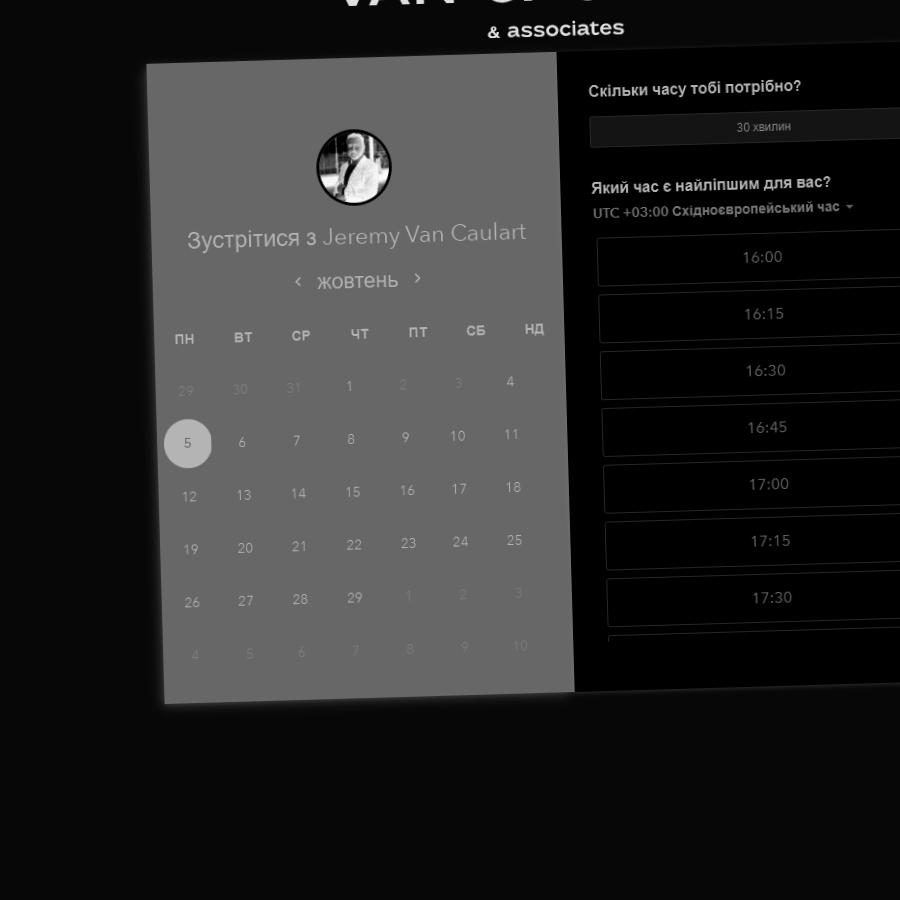 & associates
Зустрітися з Jeremy Van Caulart
жовтень
ПН ВТ СР ЧТ ПТ СБ НД
29 30 31 1 2 3 4
5 6 7 8 9 10 11
12 13 14 15 16 17 18
19 20 21 22 23 24 25
26 27 28 29 1 2 3
4 5 6 7 8 9 10
Скільки часу тобі потрібно?
30 хвилин
Який час є найліпшим для вас?
UTC +03:00 Східноєвропейський час
16:00
16:15
16:30
16:45
17:00
17:15
17:30